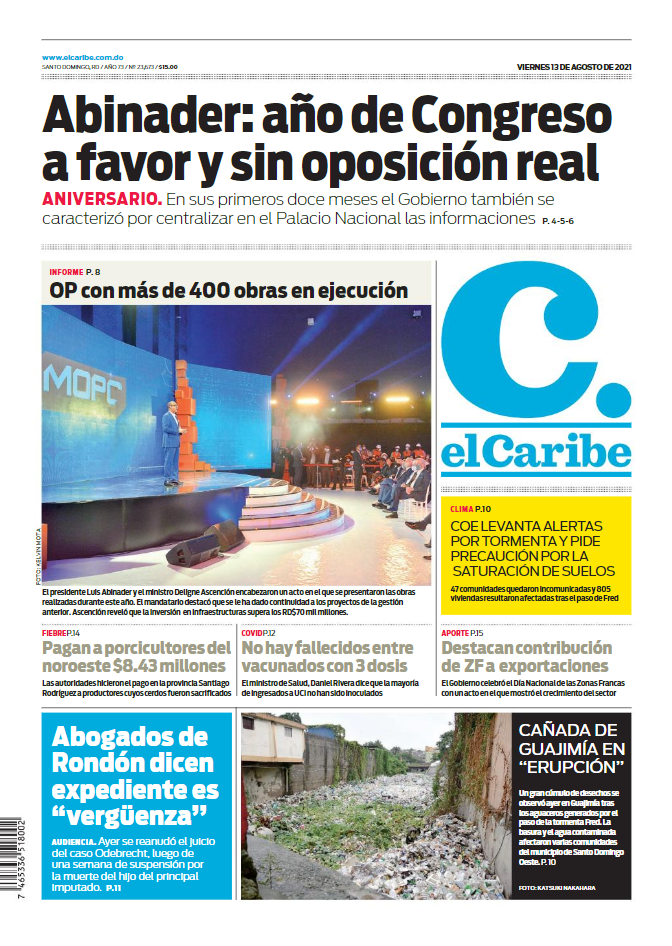 www.elcaribe.com.do
SANTO DOMINGO, RD / AÑO 73 / Nº 23,673 / $15.00
VIERNES 13 DE AGOSTO DE 2021
Abinader: año de Congreso
a favor y sin oposición real
ANIVERSARIO. En sus primeros doce meses el Gobierno también se
caracterizó por centralizar en el Palacio Nacional las informaciones P. 4-5-6
INFORME P. 8
OP con más de 400 obras en ejecución
MOPC
FOTO: KELVIN MOTA
El presidente Luis Abinader y el ministro Deligne Ascención encabezaron un acto en el que se presentaron las obras
realizadas durante este año. El mandatario destacó que se le ha dado continuidad a los proyectos de la gestión
anterior. Ascención reveló que la inversión en infraestructuras supera los RD$70 mil millones.
C.
elCaribe
CLIMA P.10
COE LEVANTA ALERTAS
POR TORMENTA Y PIDE
PRECAUCIÓN POR LA
SATURACIÓN DE SUELOS
47 comunidades quedaron incomunicadas y 805
viviendas resultaron afectadas tras el paso de Fred
FIEBRE P.14
Pagan a porcicultores del
noroeste $8.43 millones
Las autoridades hicieron el pago en la provincia Santiago
Rodríguez a productores cuyos cerdos fueron sacrificados
COVID P.12
No hay fallecidos entre
vacunados con 3 dosis
El ministro de Salud, Daniel Rivera dice que la mayoría
de ingresados a UCI no han sido inoculados
APORTE P.15
Destacan contribución
de ZF a exportaciones
El Gobierno celebró el Día Nacional de las Zonas Francas
con un acto en el que mostró el crecimiento del sector
Abogados de
Rondón dicen
expediente es
“vergüenza”
AUDIENCIA. Ayer se reanudó el juicio
del caso Odebrecht, luego de
una semana de suspensión por
la muerte del hijo del principal
imputado. P.11
CAÑADA DE
GUAJIMÍA EN
“ERUPCIÓN”
Un gran cúmulo de desechos se
observó ayer en Guajimía tras
los aguaceros generados por el
paso de la tormenta Fred. La
basura y el agua contaminada
afectaron varias comunidades
del municipio de Santo Domingo
Oeste. P. 10
FOTO: KATSUKI NAKAHARA
7 465336 518002